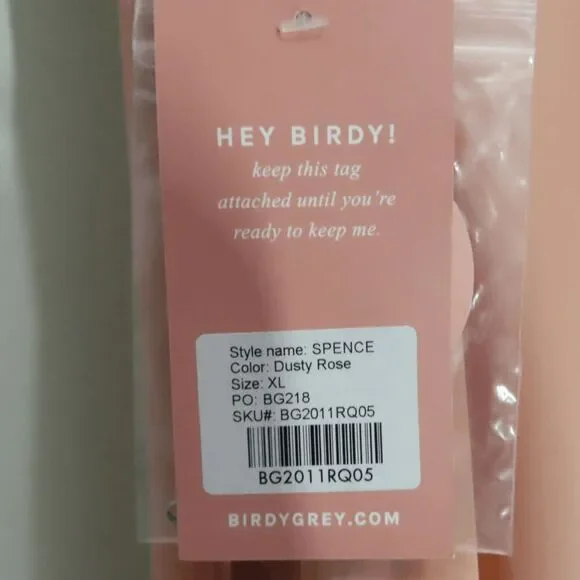 HEY BIRDY!
keep this tag
attached until you're
ready to keep me.
Style name: SPENCE
Color: Dusty Rose
Size: XL
PO: BG218
SKU#: BG2011RQ05
BG2011RQ05
BIRDYGREY.COM